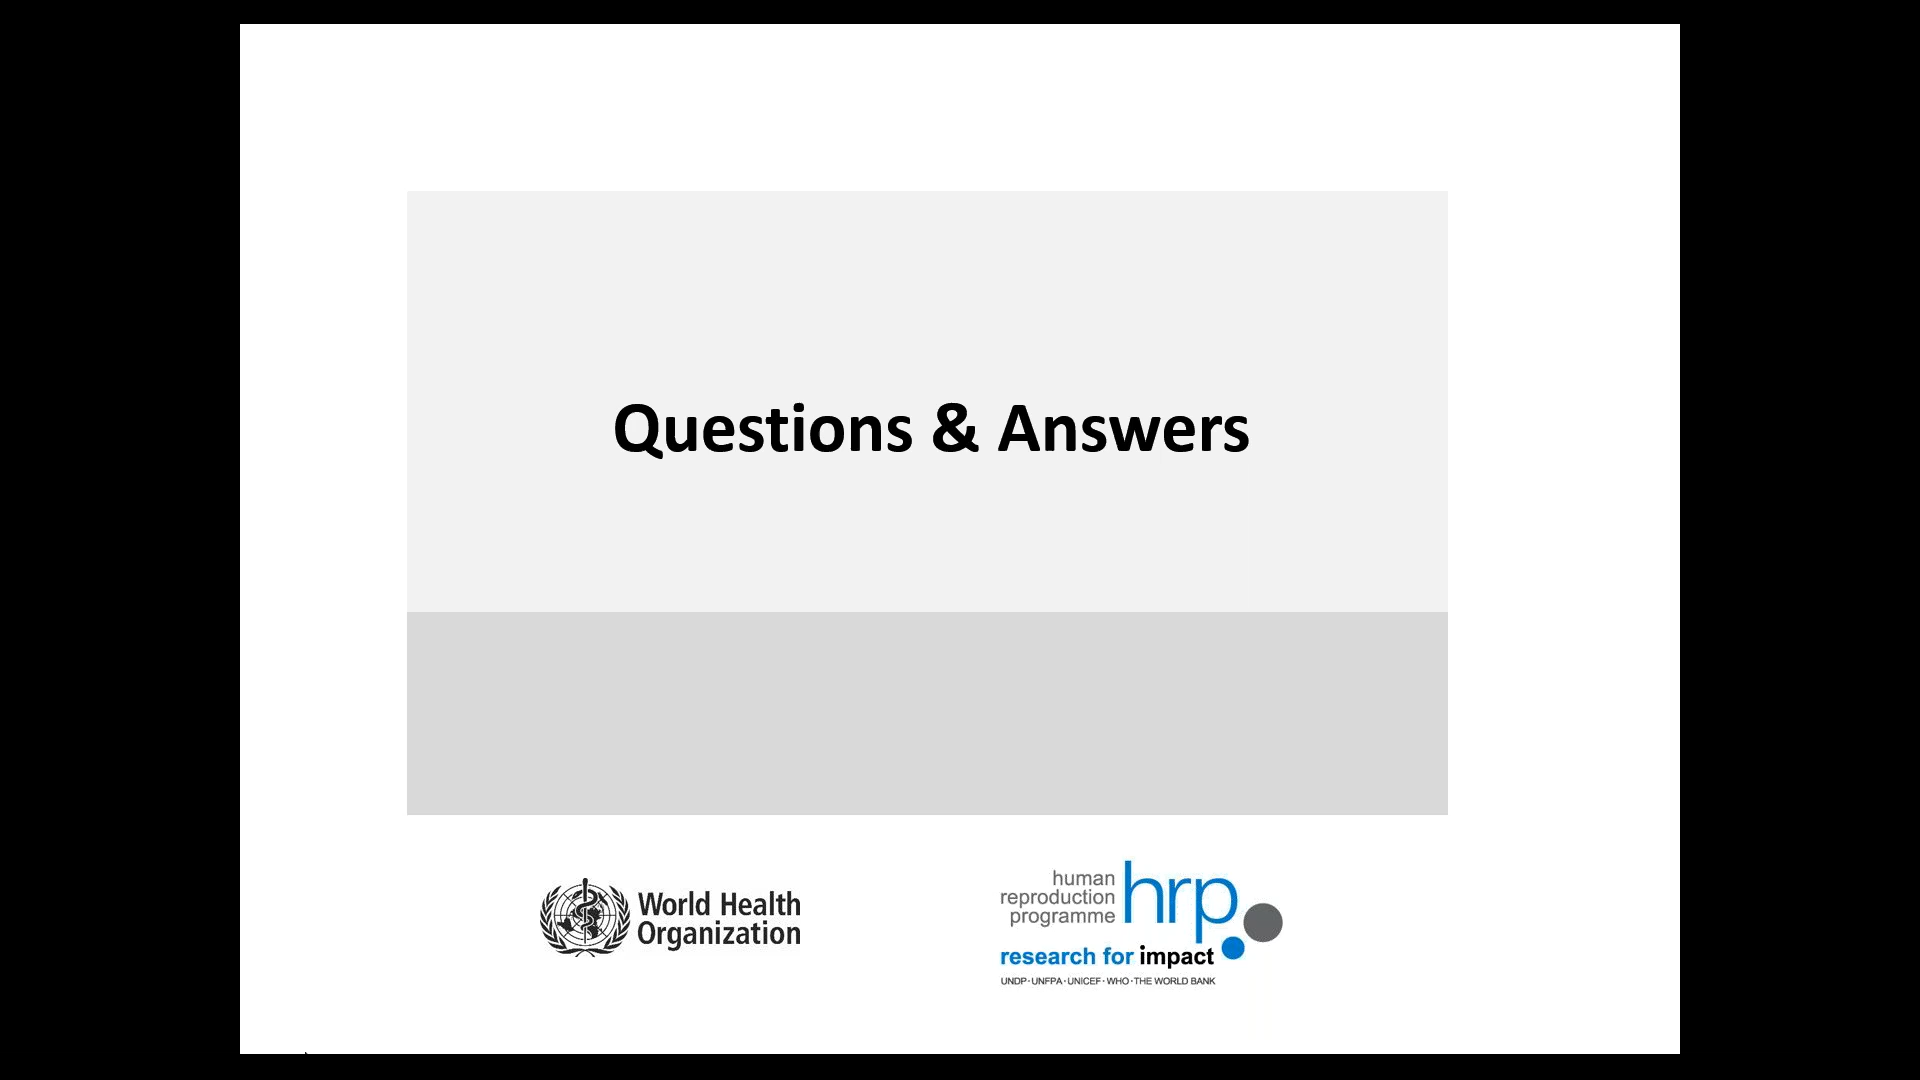 Questions & Answers
World Health
Organization
human
reproduction
programme
hrp
research for impact
UNDP · UNFPA · UNICEF · WHO · THE WORLD BANK